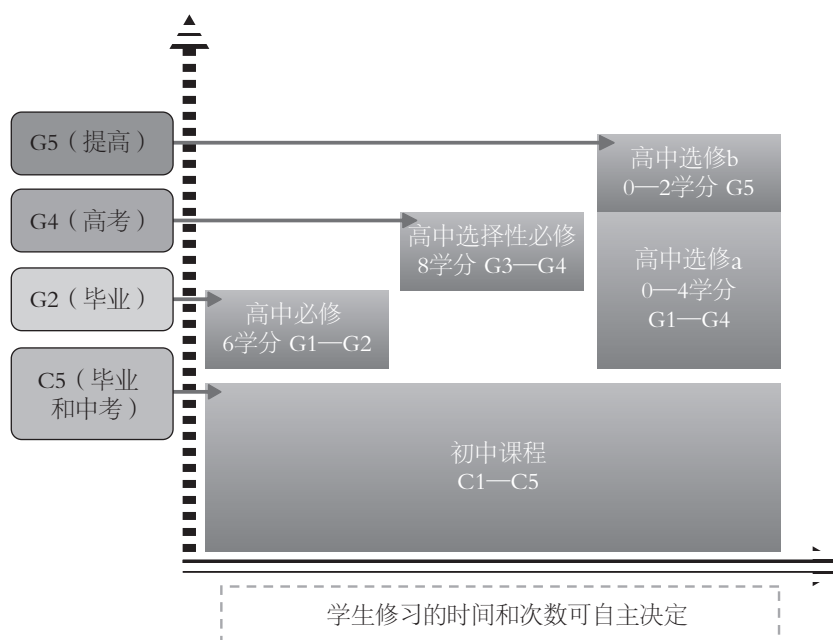 G5（提高）
高中选修b
0—2学分 G5
G4（高考）
高中选择性必修
8学分 G3—G4
高中选修a
0—4学分
G1—G4
G2（毕业）
高中必修
6学分 G1—G2
C5（毕业
和中考）
初中课程
C1—C5
学生修习的时间和次数可自主决定